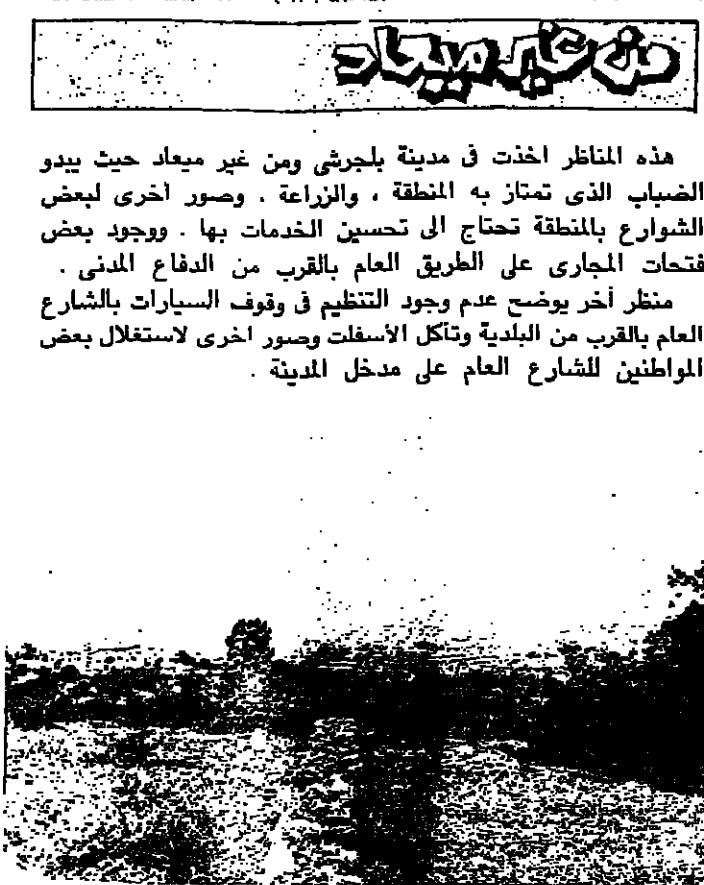 من غير ميعاد
هذه المناظر اخذت فى مدينة بلجرشى ومن غير ميعاد حيث يبدو
الضباب الذى تمتاز به المنطقة ، والزراعة . وصور اخرى لبعض
الشوارع بالمنطقة تحتاج الى تحسين الخدمات بها . ووجود بعض
فتحات المجارى على الطريق العام بالقرب من الدفاع المدنى .
منظر آخر يوضح عدم وجود التنظيم فى وقوف السيارات بالشارع
العام بالقرب من البلدية وتآكل الأسفلت وصور اخرى لاستغلال بعض
المواطنين للشارع العام على مدخل المدينة .